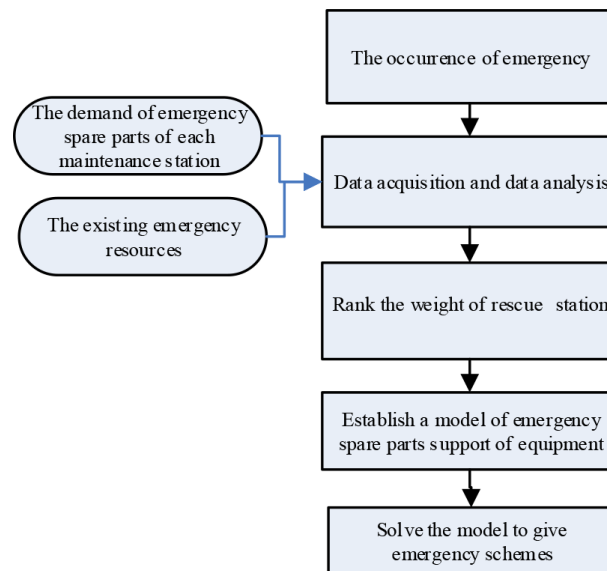 The occurrence of emergency
The demand of emergency
spare parts of each
maintenance station
Data acquisition and data analysis
The existing emergency
resources
Rank the weight of rescue station
Establish a model of emergency
spare parts support of equipment
Solve the model to give
emergency schemes